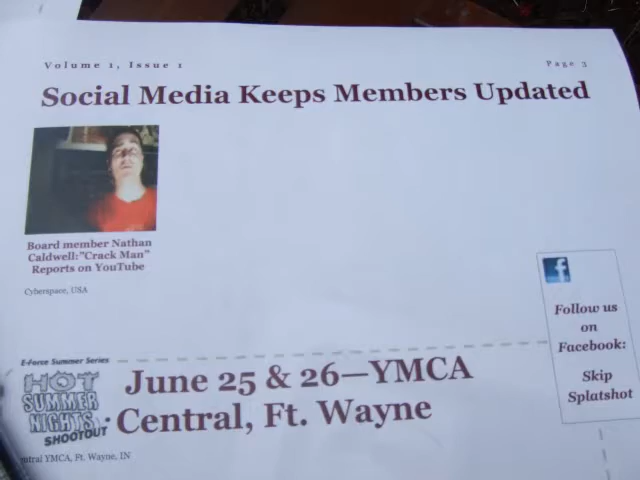 Volume 1, Issue 1
Page 3
Social Media Keeps Members Updated
Board member Nathan
Caldwell:"Crack Man"
Reports on YouTube
Cyberspace, USA
f
Follow us
on
Facebook:
Skip
Splatshot
E-Force Summer Series
HOT
SUMMER
NIGHTS
SHOOTOUT
June 25 & 26—YMCA
Central, Ft. Wayne
YMCA, Ft. Wayne, IN